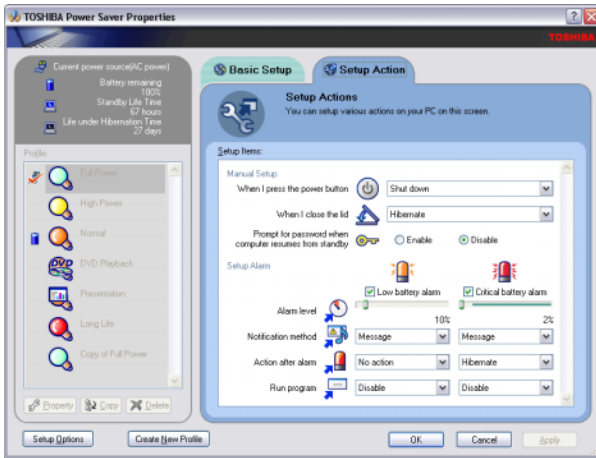 TOSHIBA Power Saver Properties
TOSHIBA
Current power source(AC power)
Battery remaining
100%
Standby Life Time
67 hours
Life under Hibernation Time
27 days
Profile:
Full Power
High Power
Normal
DVD
DVD Playback
Presentation
Long Life
Copy of Full Power
Property
Copy
Delete
Setup Options
Create New Profile
Basic Setup
Setup Action
Setup Actions
You can setup various actions on your PC on this screen.
Setup Items:
Manual Setup
When I press the power button
Shut down
When I close the lid
Hibernate
Prompt for password when
computer resumes from standby
Enable
Disable
Setup Alarm
Low battery alarm
Critical battery alarm
Alarm level
10%
2%
Notification method
Message
Message
Action after alarm
No action
Hibernate
Run program
Disable
Disable
OK
Cancel
Apply